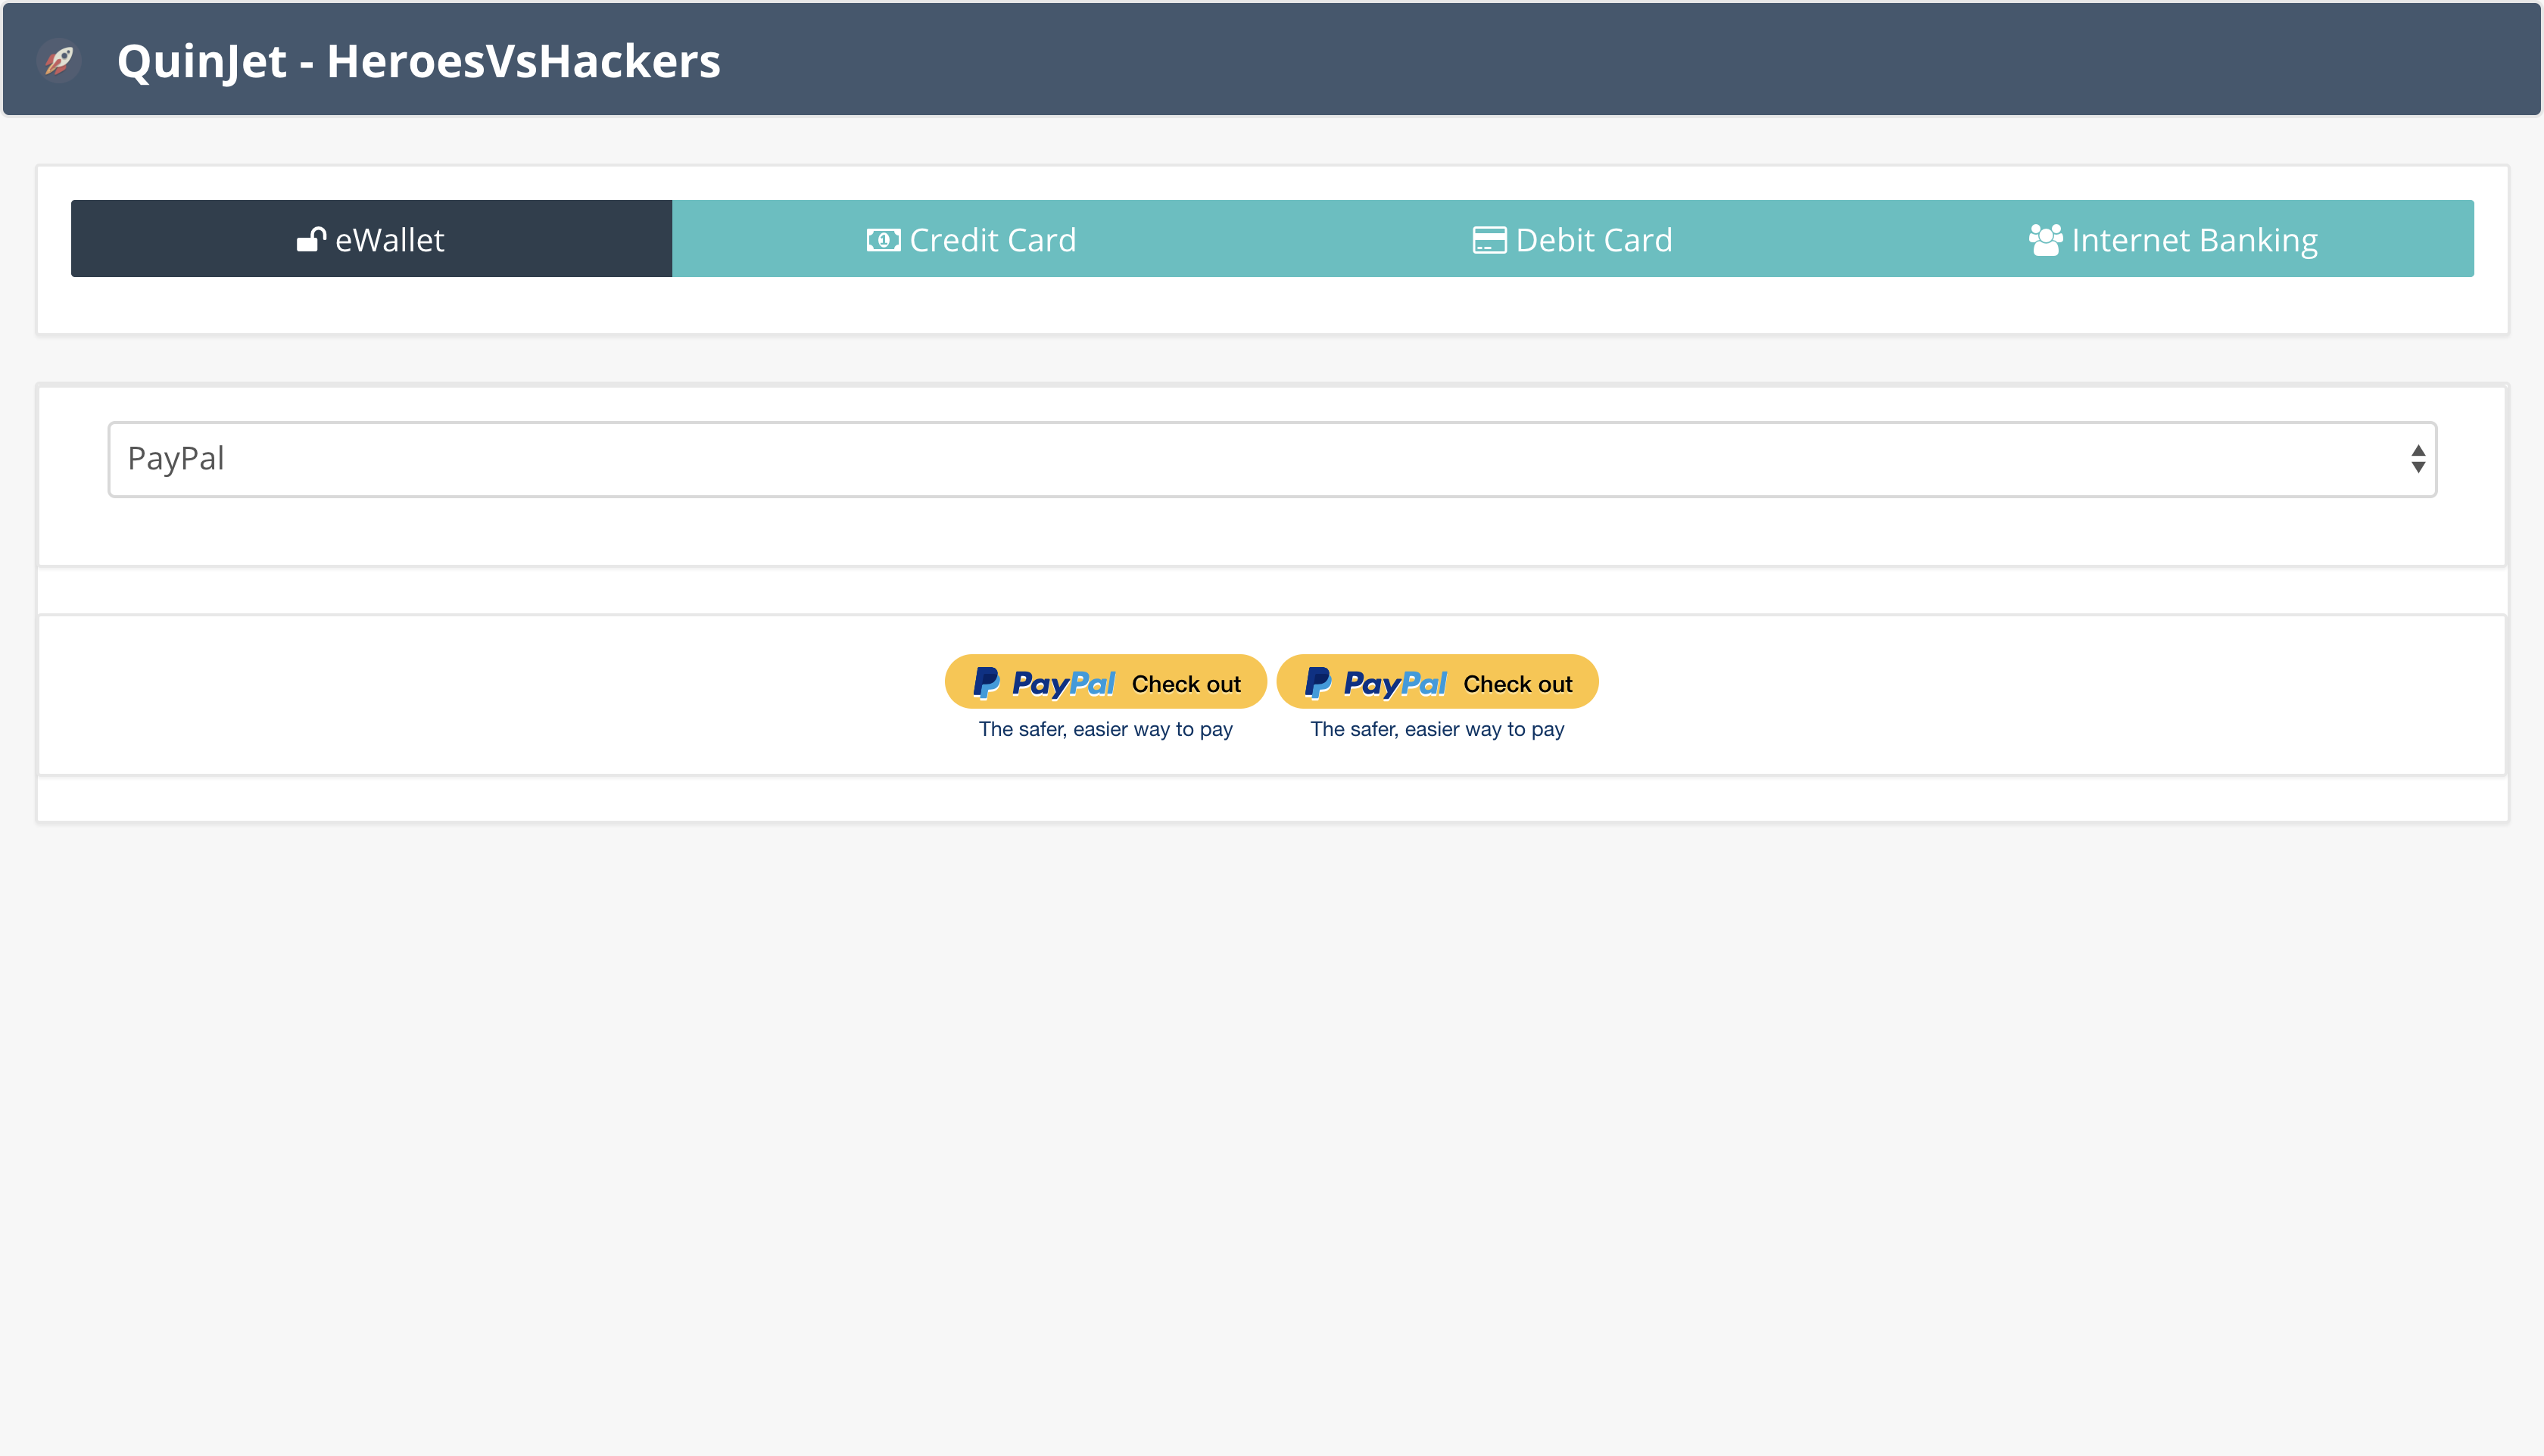 QuinJet - HeroesVsHackers
eWallet
Credit Card
Debit Card
Internet Banking
PayPal
PayPal Check out
The safer, easier way to pay
PayPal Check out
The safer, easier way to pay